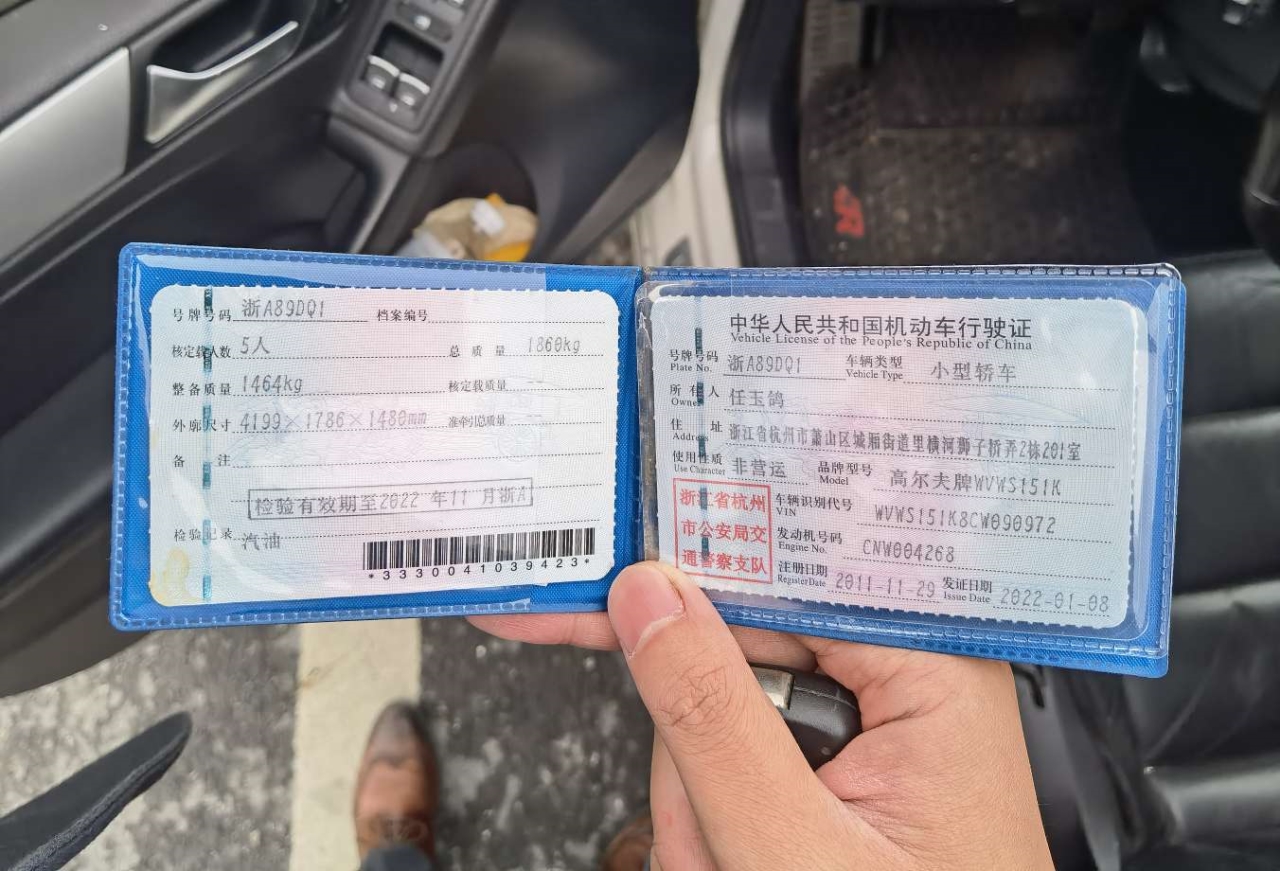 号牌号码 浙A89DQ1 档案编号
核定载人数 5人 总质量 1860kg
整备质量 1464kg 核定载质量 --
外廓尺寸 4199×1786×1480mm 准牵引总质量 --
备注
检验有效期至2022年11月浙A
检验记录 汽油
*3330041039423*
中华人民共和国机动车行驶证
Vehicle License of the People's Republic of China
号牌号码 浙A89DQ1 车辆类型 小型轿车
Plate No. Vehicle Type
所有人 任玉鸽
Owner
住址 浙江省杭州市萧山区城厢街道里横河狮子桥弄2栋201室
Address
使用性质 非营运 品牌型号 高尔夫牌WVWS151K
Use Character Model
浙江省杭州
市公安局交
通警察支队
车辆识别代号 WVWS151K8CW090972
VIN
发动机号码 CNW004268
Engine No.
注册日期 2011-11-29 发证日期 2022-01-08
Register Date Issue Date
R